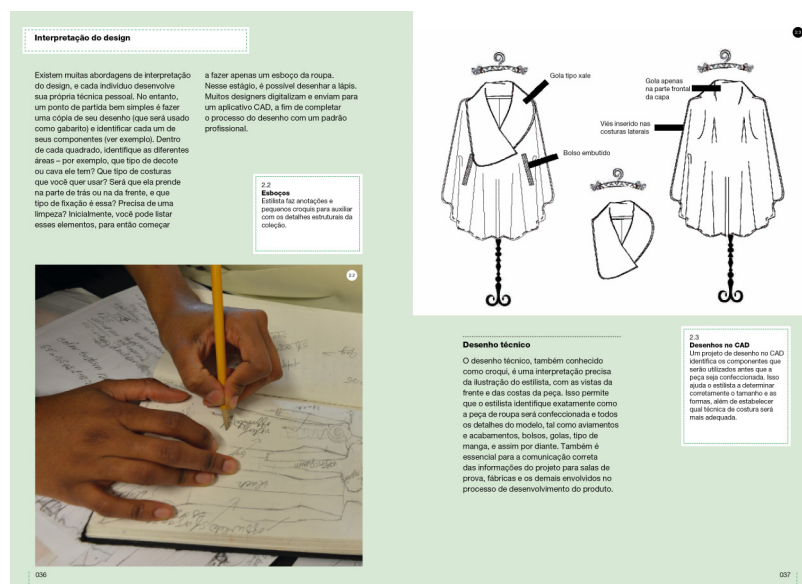 Interpretação do design
Existem muitas abordagens de interpretação
do design, e cada indivíduo desenvolve
sua própria técnica pessoal. No entanto,
um ponto de partida bem simples é fazer
uma cópia de seu desenho (que será usado
como gabarito) e identificar cada um de
seus componentes (ver exemplo). Dentro
de cada quadrado, identifique as diferentes
áreas – por exemplo, que tipo de decote
ou cava ele tem? Que tipo de costuras
que você quer usar? Será que ela prende
na parte de trás ou na da frente, e que
tipo de fixação é essa? Precisa de uma
limpeza? Inicialmente, você pode listar
esses elementos, para então começar
a fazer apenas um esboço da roupa.
Nesse estágio, é possível desenhar a lápis.
Muitos designers digitalizam e enviam para
um aplicativo CAD, a fim de completar
o processo do desenho com um padrão
profissional.
2.2
Esboços
Estilista faz anotações e
pequenos croquis para auxiliar
com os detalhes estruturais da
coleção.
2.2
036
2.3
Gola tipo xale
Bolso embutido
Gola apenas
na parte frontal
da capa
Viés inserido nas
costuras laterais
Desenho técnico
O desenho técnico, também conhecido
como croqui, é uma interpretação precisa
da ilustração do estilista, com as vistas da
frente e das costas da peça. Isso permite
que o estilista identifique exatamente como
a peça de roupa será confeccionada e todos
os detalhes do modelo, tal como aviamentos
e acabamentos, bolsos, golas, tipo de
manga, e assim por diante. Também é
essencial para a comunicação correta
das informações do projeto para salas de
prova, fábricas e os demais envolvidos no
processo de desenvolvimento do produto.
2.3
Desenhos no CAD
Um projeto de desenho no CAD
identifica os componentes que
serão utilizados antes que a
peça seja confeccionada. Isso
ajuda o estilista a determinar
corretamente o tamanho e as
formas, além de estabelecer
qual técnica de costura será
mais adequada.
037